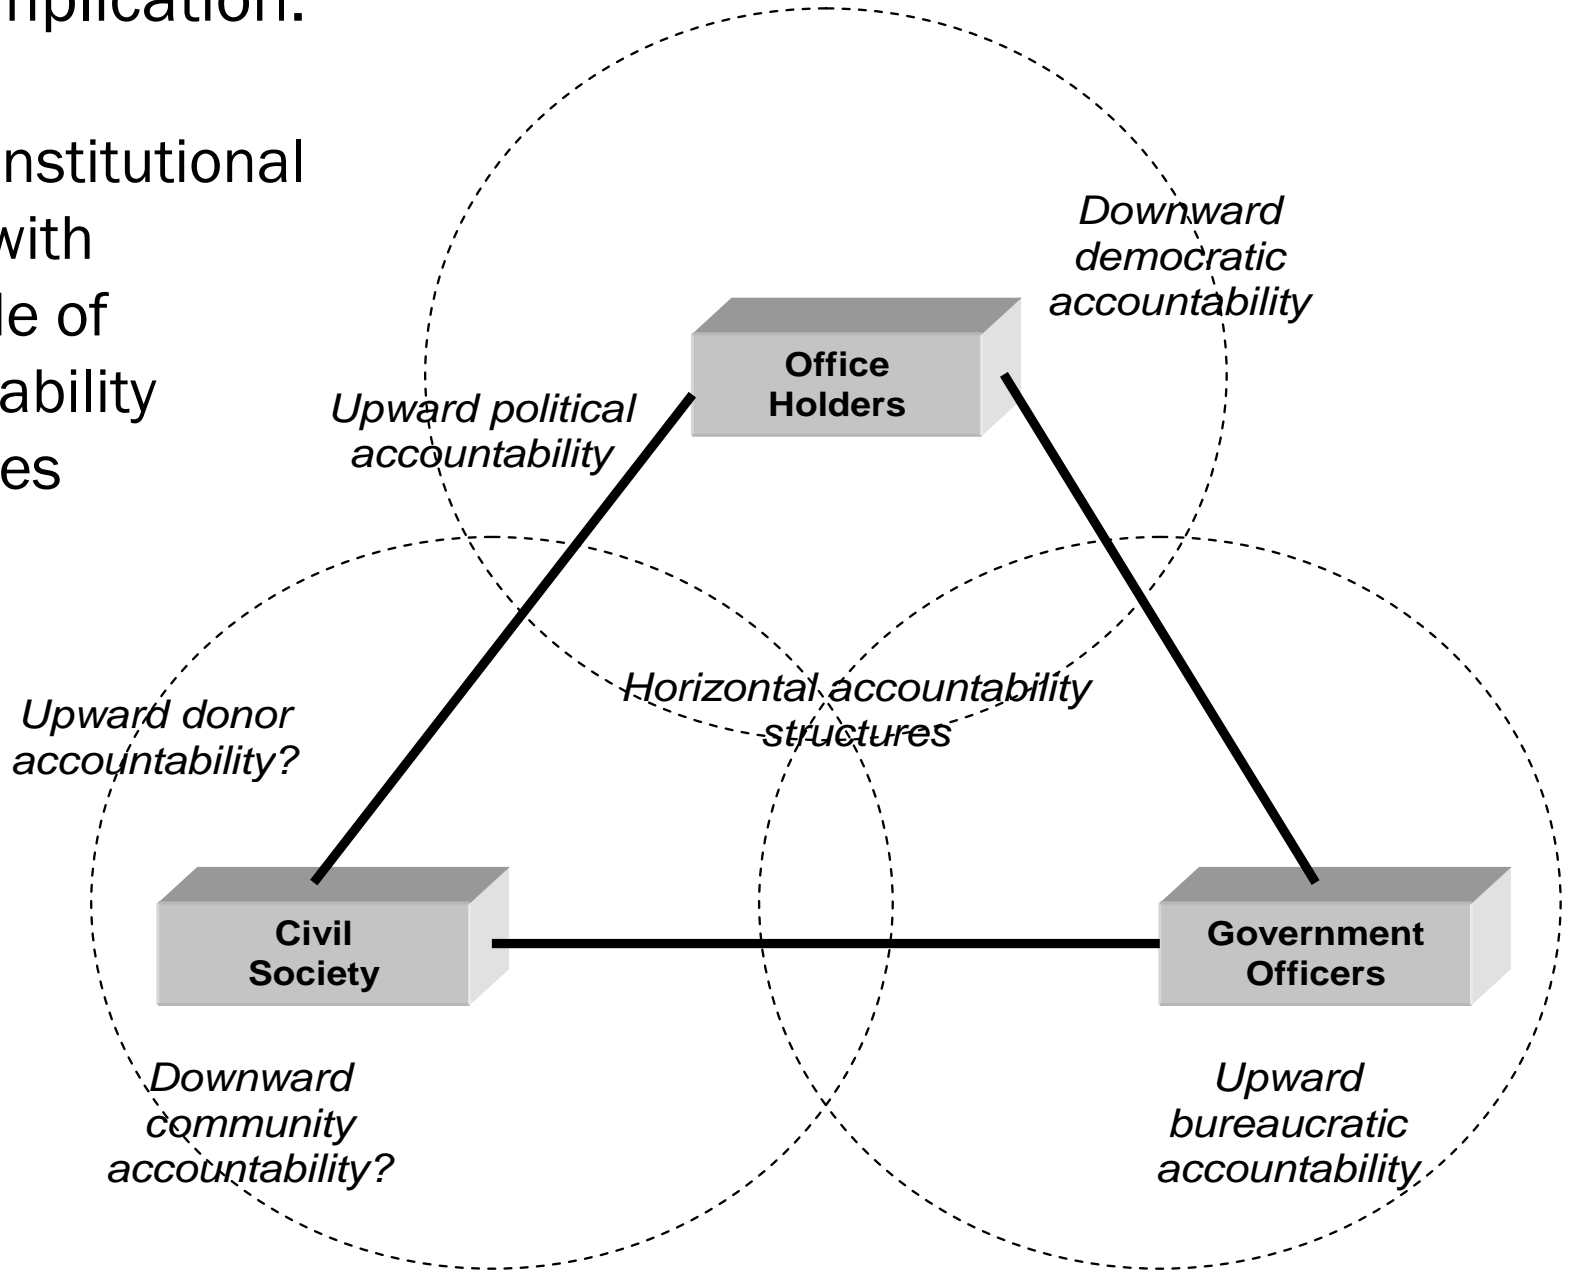 mplication:
nstitutional
with
le of
ability
es
Downward
democratic
accountability
Office
Holders
Upward political
accountability
Horizontal accountability
structures
Upward donor
accountability?
Civil
Society
Government
Officers
Downward
community
accountability?
Upward
bureaucratic
accountability